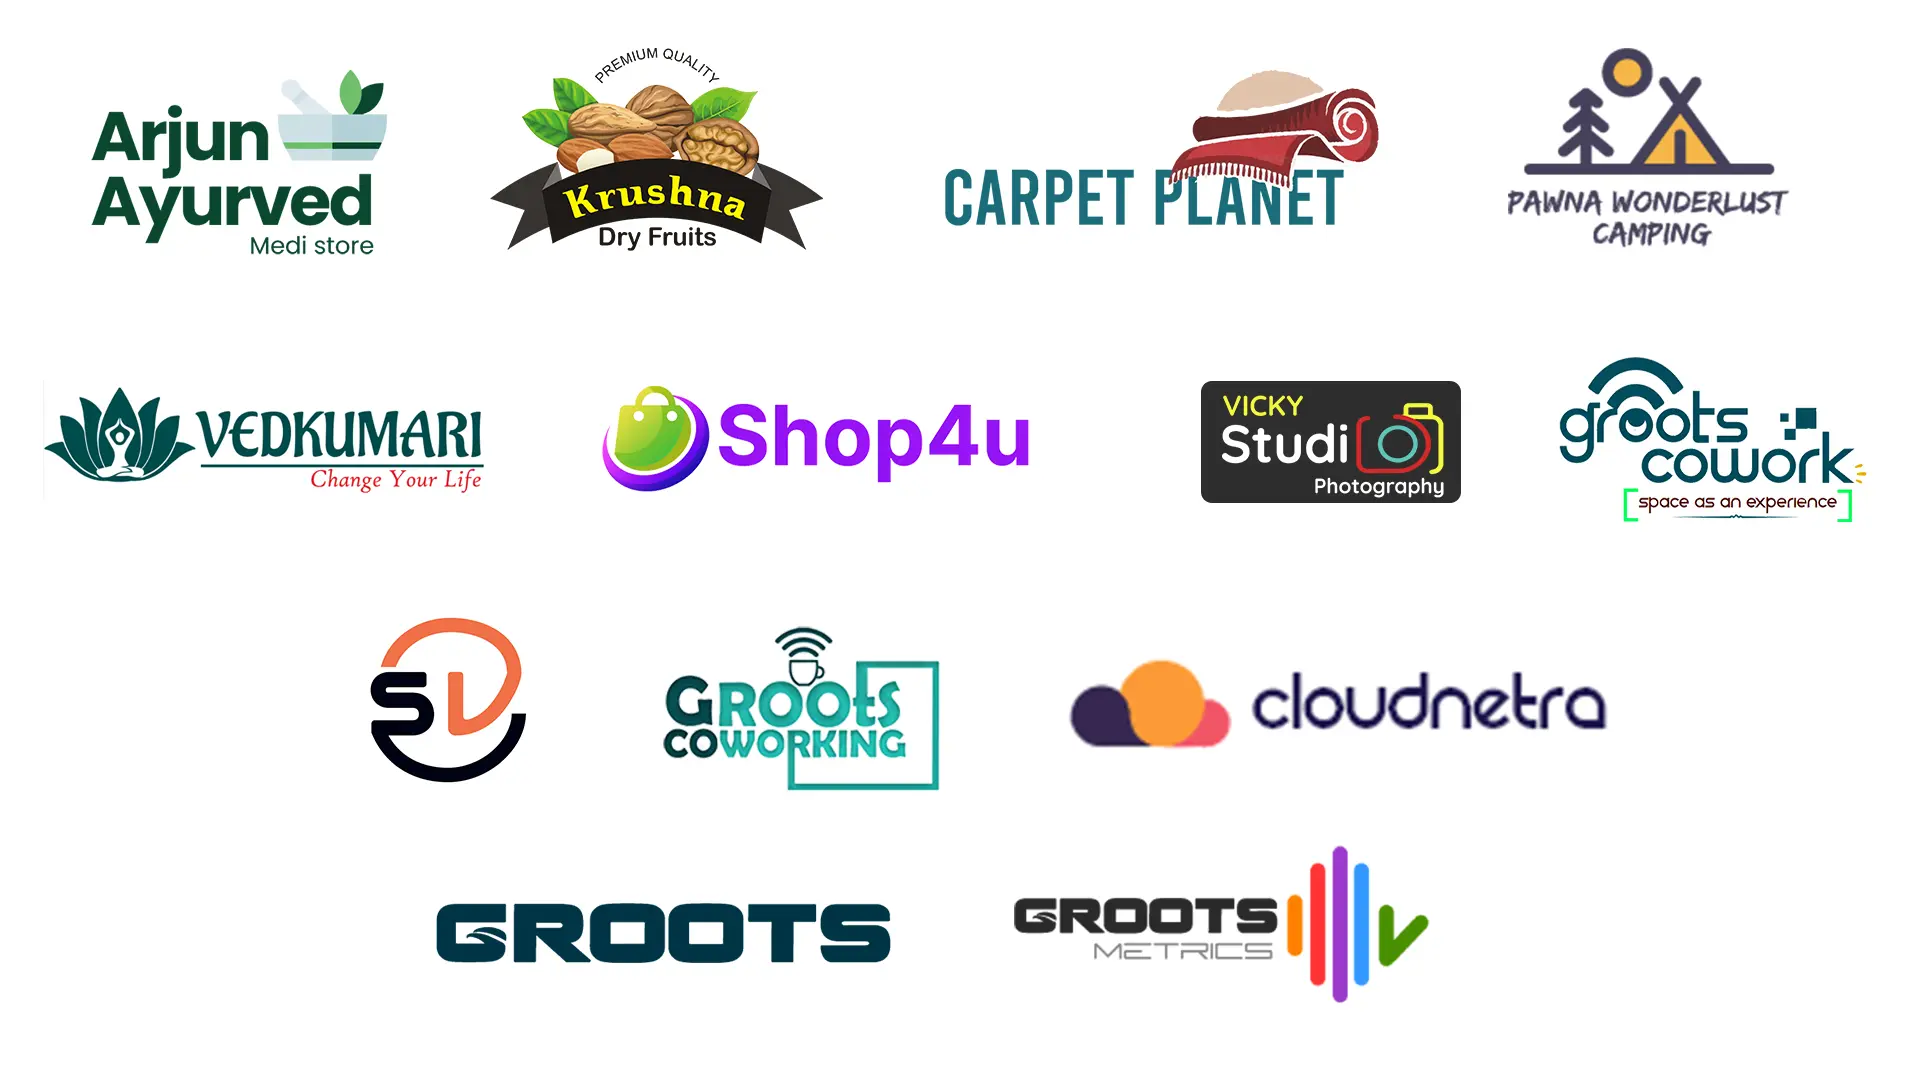 Arjun
Ayurved
Medi store
PREMIUM QUALITY
Krushna
Dry Fruits
CARPET PLANET
PAWNA WONDERLUST
CAMPING
VEDKUMARI
Change Your Life
Shop4u
VICKY
Studi
Photography
groots
cowork
space as an experience
SD
GROOTS
COWORKING
cloudnetra
GROOTS
GROOTS
METRICS